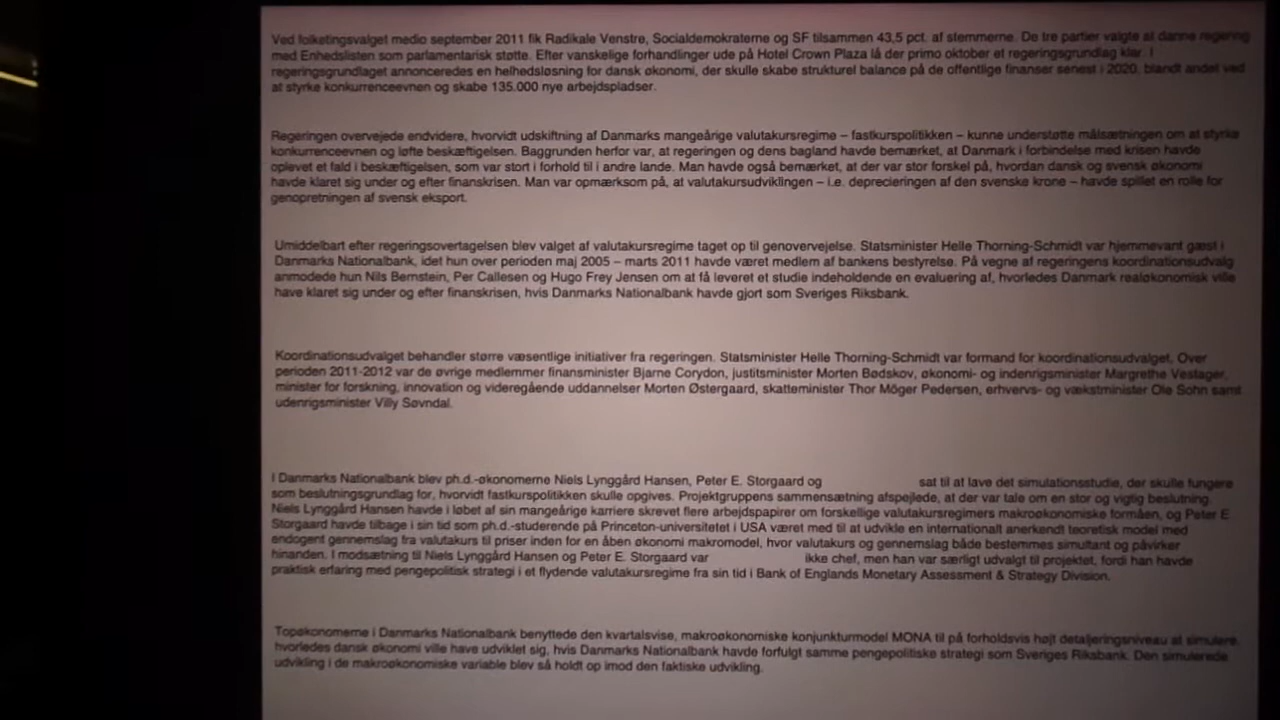 Ved folketingsvalget medio september 2011 fik Radikale Venstre, Socialdemokraterne og SF tilsammen 43,5 pct. af stemmerne. De tre partier valgte at danne regering
med Enhedslisten som parlamentarisk støtte. Efter vanskelige forhandlinger ude på Hotel Crown Plaza lå der primo oktober et regeringsgrundlag klar. I
regeringsgrundlaget annonceredes en helhedsløsning for dansk økonomi, der skulle skabe strukturel balance på de offentlige finanser senest i 2020, blandt andet ved
at styrke konkurrenceevnen og skabe 135.000 nye arbejdspladser.
Regeringen overvejede endvidere, hvorvidt udskiftning af Danmarks mangeårige valutakursregime – fastkurspolitikken – kunne understøtte målsætningen om at styrke
konkurrenceevnen og løfte beskæftigelsen. Baggrunden herfor var, at regeringen og dens bagland havde bemærket, at Danmark i forbindelse med krisen havde
oplevet et fald i beskæftigelsen, som var stort i forhold til i andre lande. Man havde også bemærket, at der var stor forskel på, hvordan dansk og svensk økonomi
havde klaret sig under og efter finanskrisen. Man var opmærksom på, at valutakursudviklingen – i.e. deprecieringen af den svenske krone – havde spillet en rolle for
genopretningen af svensk eksport.
Umiddelbart efter regeringsovertagelsen blev valget af valutakursregime taget op til genovervejelse. Statsminister Helle Thorning-Schmidt var hjemmevant gæst i
Danmarks Nationalbank, idet hun over perioden maj 2005 – marts 2011 havde været medlem af bankens bestyrelse. På vegne af regeringens koordinationsudvalg
anmodede hun Nils Bernstein, Per Callesen og Hugo Frey Jensen om at få leveret et studie indeholdende en evaluering af, hvorledes Danmark realøkonomisk ville
have klaret sig under og efter finanskrisen, hvis Danmarks Nationalbank havde gjort som Sveriges Riksbank.
Koordinationsudvalget behandler større væsentlige initiativer fra regeringen. Statsminister Helle Thorning-Schmidt var formand for koordinationsudvalget. Over
perioden 2011-2012 var de øvrige medlemmer finansminister Bjarne Corydon, justitsminister Morten Bødskov, økonomi- og indenrigsminister Margrethe Vestager,
minister for forskning, innovation og videregående uddannelser Morten Østergaard, skatteminister Thor Möger Pedersen, erhvervs- og vækstminister Ole Sohn samt
udenrigsminister Villy Søvndal.
I Danmarks Nationalbank blev ph.d.-økonomerne Niels Lynggård Hansen, Peter E. Storgaard og sat til at lave det simulationsstudie, der skulle fungere
som beslutningsgrundlag for, hvorvidt fastkurspolitikken skulle opgives. Projektgruppens sammensætning afspejlede, at der var tale om en stor og vigtig beslutning.
Niels Lynggård Hansen havde i løbet af sin mangeårige karriere skrevet flere arbejdspapirer om forskellige valutakursregimers makroøkonomiske formåen, og Peter E.
Storgaard havde tilbage i sin tid som ph.d.-studerende på Princeton-universitetet i USA været med til at udvikle en internationalt anerkendt teoretisk model med
endogent gennemslag fra valutakurs til priser inden for en åben økonomi makromodel, hvor valutakurs og gennemslag både bestemmes simultant og påvirker
hinanden. I modsætning til Niels Lynggård Hansen og Peter E. Storgaard var ikke chef, men han var særligt udvalgt til projektet, fordi han havde
praktisk erfaring med pengepolitisk strategi i et flydende valutakursregime fra sin tid i Bank of Englands Monetary Assessment & Strategy Division.
Topøkonomerne i Danmarks Nationalbank benyttede den kvartalsvise, makroøkonomiske konjunkturmodel MONA til på forholdsvis højt detaljeringsniveau at simulere,
hvorledes dansk økonomi ville have udviklet sig, hvis Danmarks Nationalbank havde forfulgt samme pengepolitiske strategi som Sveriges Riksbank. Den simulerede
udvikling i de makroøkonomiske variable blev så holdt op imod den faktiske udvikling.